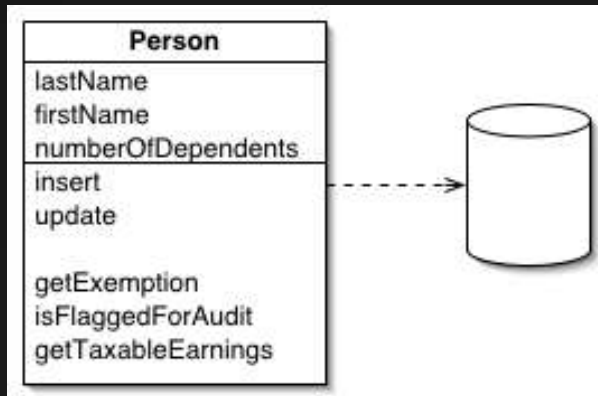 Person
lastName
firstName
numberOfDependents
insert
update
getExemption
isFlaggedForAudit
getTaxableEarnings